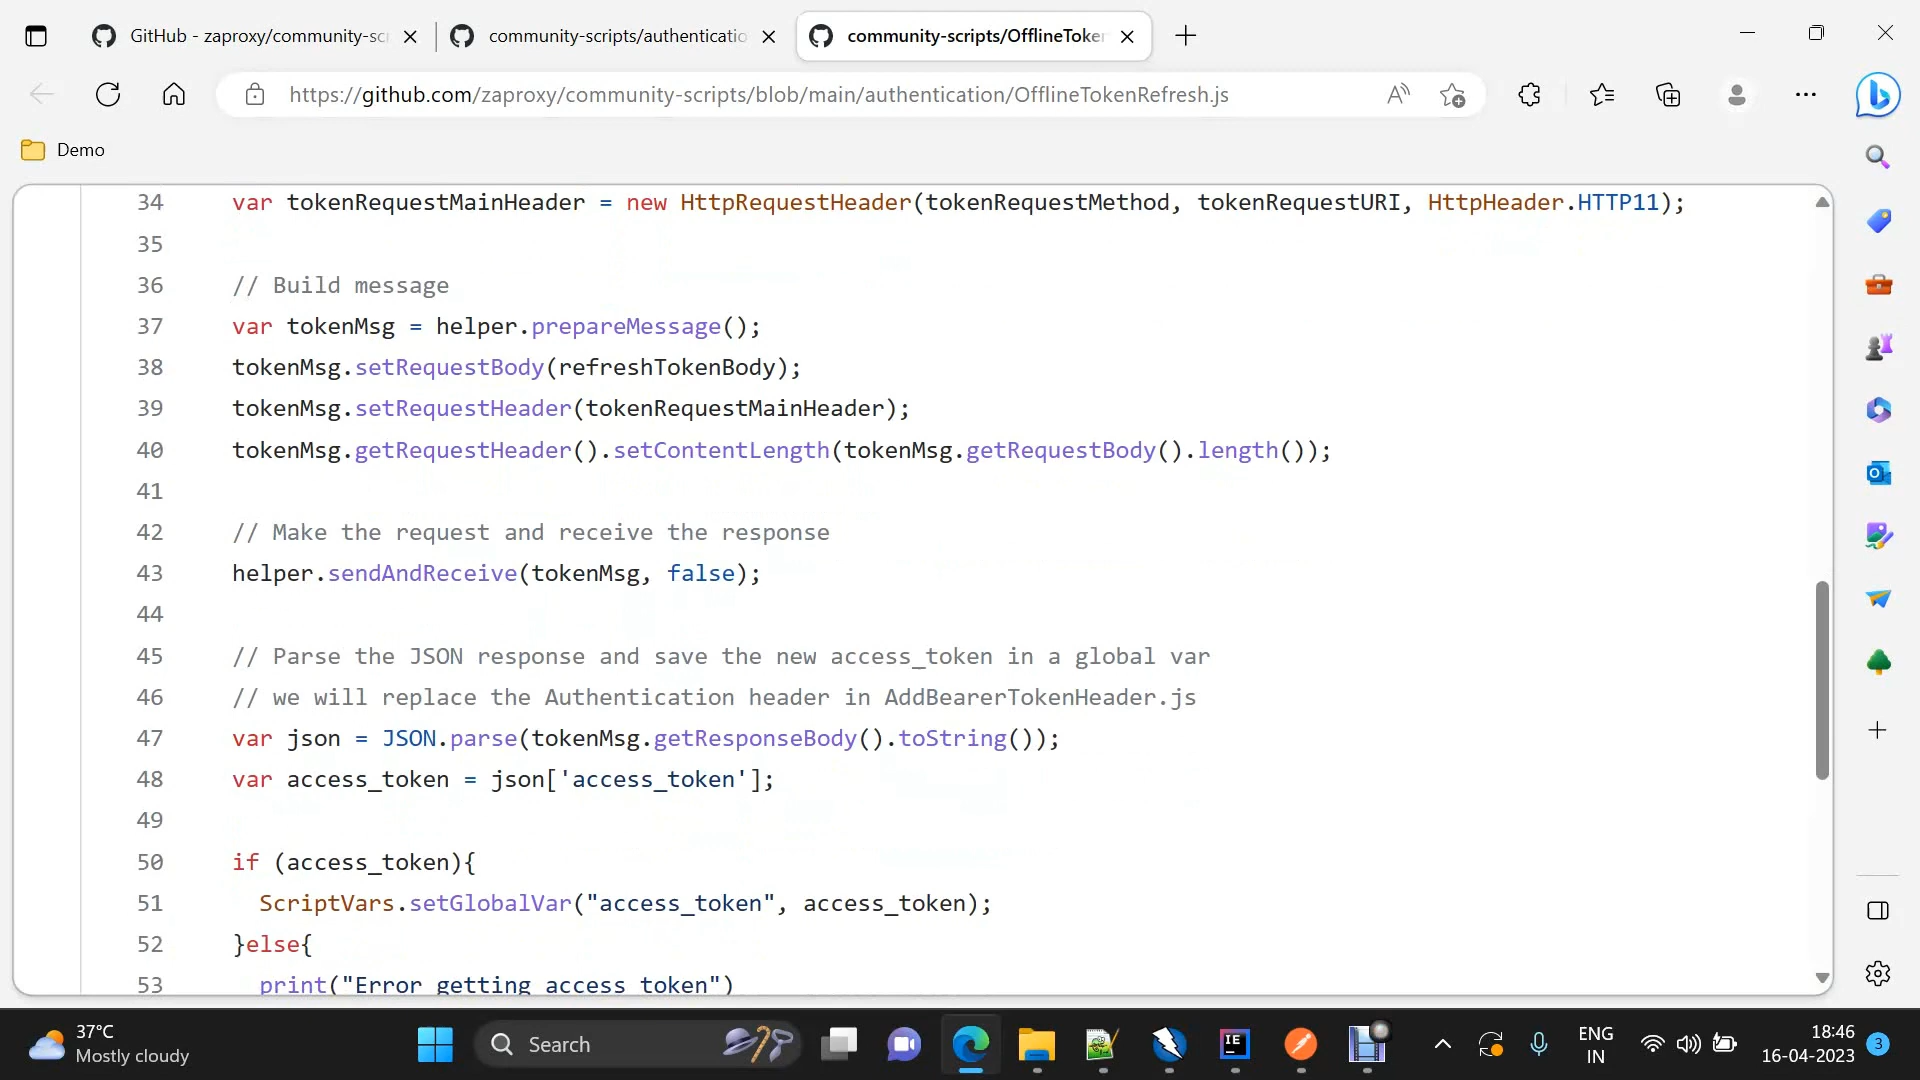 GitHub - zaproxy/community-sc
community-scripts/authenticatio
community-scripts/OfflineToke
https://github.com/zaproxy/community-scripts/blob/main/authentication/OfflineTokenRefresh.js
Demo
34 var tokenRequestMainHeader = new HttpRequestHeader(tokenRequestMethod, tokenRequestURI, HttpHeader.HTTP11);
35
36 // Build message
37 var tokenMsg = helper.prepareMessage();
38 tokenMsg.setRequestBody(refreshTokenBody);
39 tokenMsg.setRequestHeader(tokenRequestMainHeader);
40 tokenMsg.getRequestHeader().setContentLength(tokenMsg.getRequestBody().length());
41
42 // Make the request and receive the response
43 helper.sendAndReceive(tokenMsg, false);
44
45 // Parse the JSON response and save the new access_token in a global var
46 // we will replace the Authentication header in AddBearerTokenHeader.js
47 var json = JSON.parse(tokenMsg.getResponseBody().toString());
48 var access_token = json['access_token'];
49
50 if (access_token){
51 ScriptVars.setGlobalVar("access_token", access_token);
52 }else{
53 print("Error getting access token")
37°C
Mostly cloudy
Search
ENG
IN
18:46
16-04-2023
3